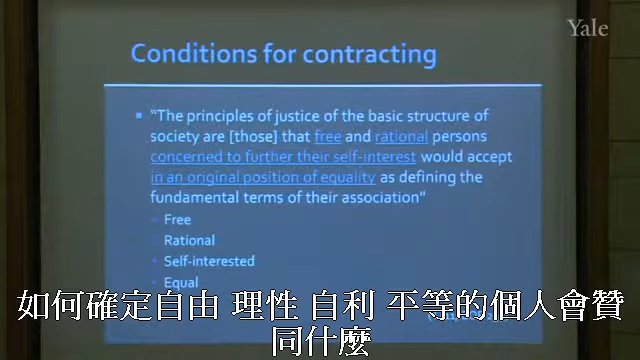 Yale
Conditions for contracting
"The principles of justice of the basic structure of
society are [those] that free and rational persons
concerned to further their self-interest would accept
in an original position of equality as defining the
fundamental terms of their association"
Free
Rational
Self-interested
Equal
如何確定自由 理性 自利 平等的個人會贊
同什麼